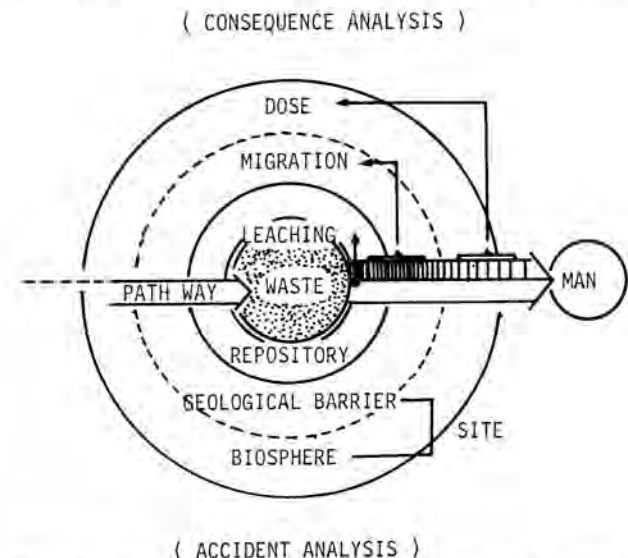 ( CONSEQUENCE ANALYSIS )
DOSE
MIGRATION
LEACHING
PATH WAY
WASTE
MAN
REPOSITORY
GEOLOGICAL BARRIER
SITE
BIOSPHERE
( ACCIDENT ANALYSIS )